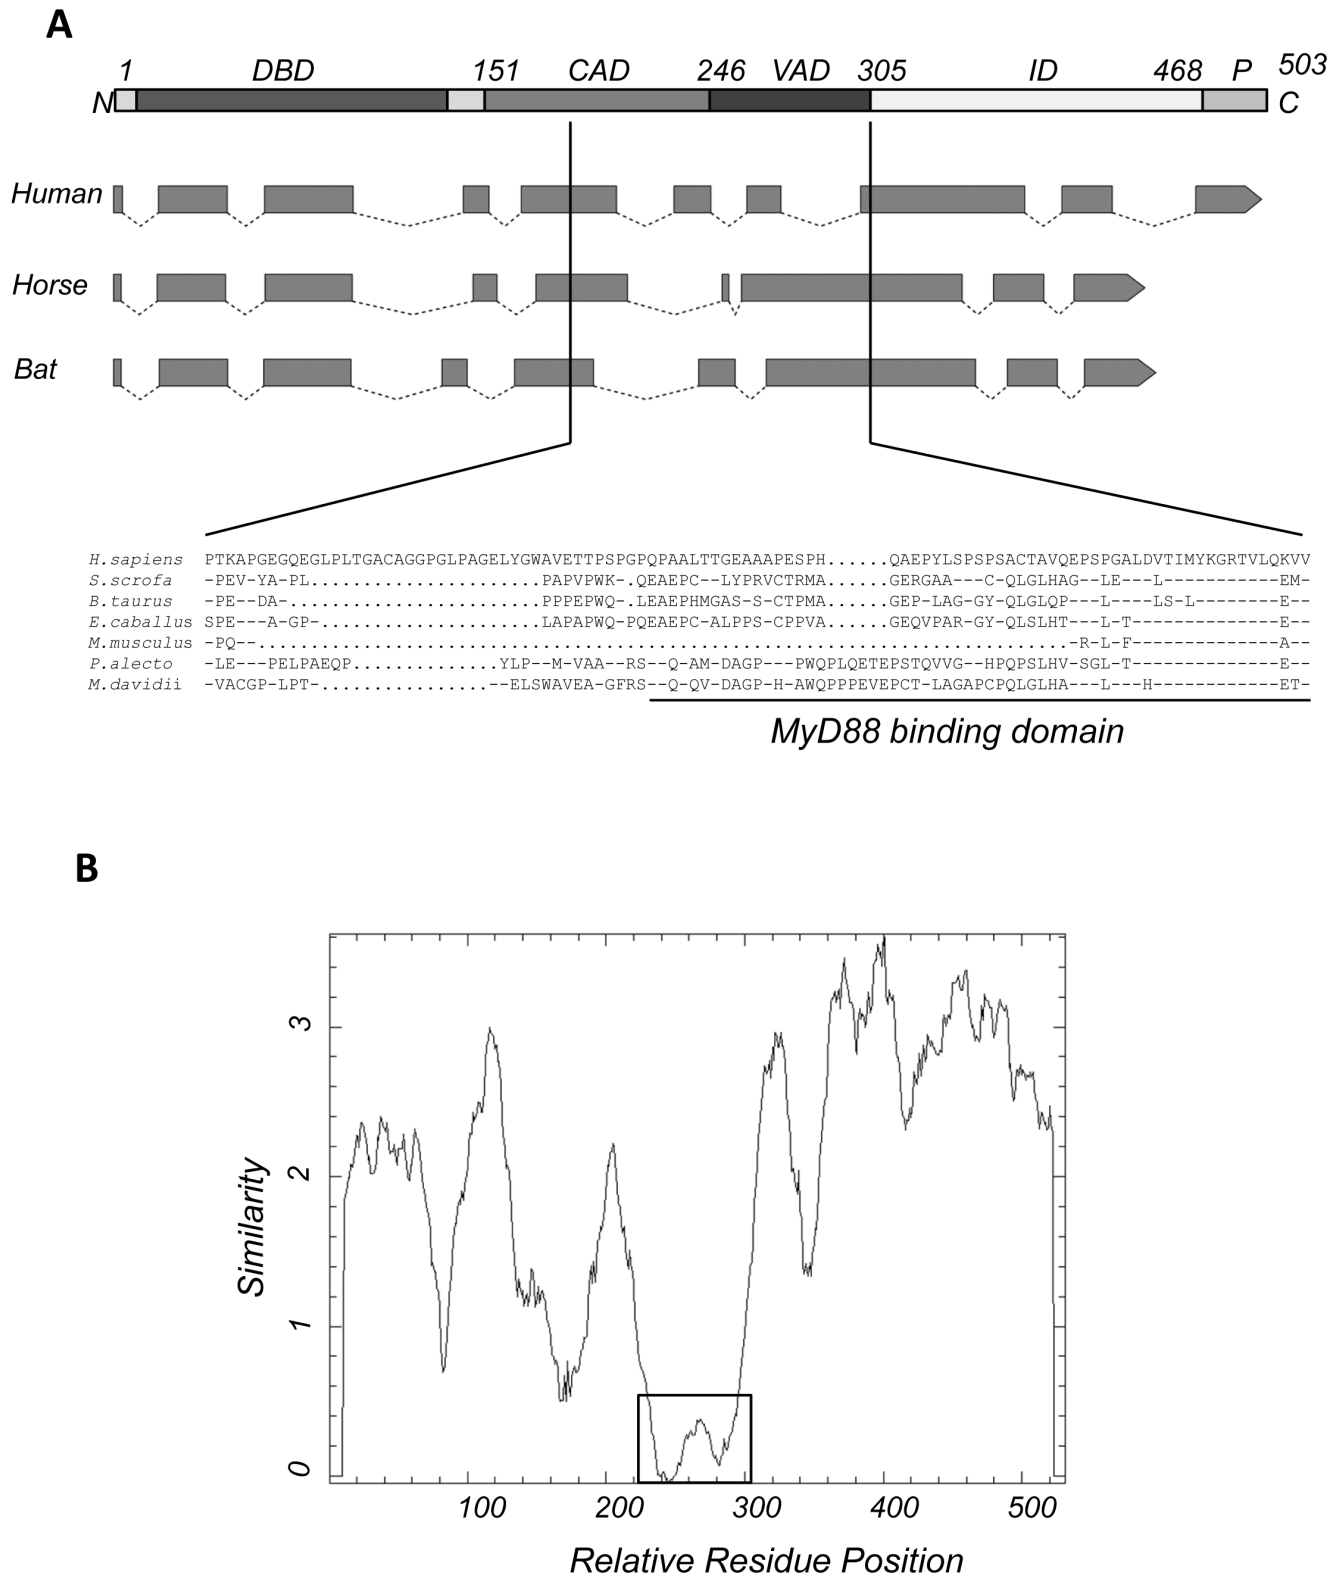 A
1 DBD 151 CAD 246 VAD 305 ID 468 P 503
N C
Human
Horse
Bat
H.sapiens PTKAPGEGQEGLPLTGACAGGPGLPAGELYGWAVETTPSPGPQPAALTTGEAAAPESPH......QAEPYLSPSPSACTAVQEPSPGALDVTIMYKGRTVLQKVV
S.scrofa -PEV-YA-PL......................PAPVPWK-.QEAEPC--LYPRVCTRMA......GERGAA---C-QLGLHAG--LE---L-----------EM-
B.taurus -PE--DA-........................PPPEPWQ-.LEAEPHMGAS-S-CTPMA......GEP-LAG-GY-QLGLQP---L----LS-L--------E--
E.caballus SPE---A-GP-.....................LAPAPWQ-PQEAEPC-ALPPS-CPPVA......GEQVPAR-GY-QLSLHT---L-T--------------E--
M.musculus -PQ--.............................................................................-R-L-F--------------A--
P.alecto -LE---PELPAEQP..............YLP--M-VAA--RS--Q-AM-DAGP---PWQPLQETEPSTQVVG--HPQPSLHV-SGL-T--------------E--
M.davidii -VACGP-LPT-................--ELSWAVEA-GFRS--Q-QV-DAGP-H-AWQPPPEVEPCT-LAGAPCPQLGLHA---L---H------------ET-
MyD88 binding domain
B
3
2
1
0
Similarity
100 200 300 400 500
Relative Residue Position